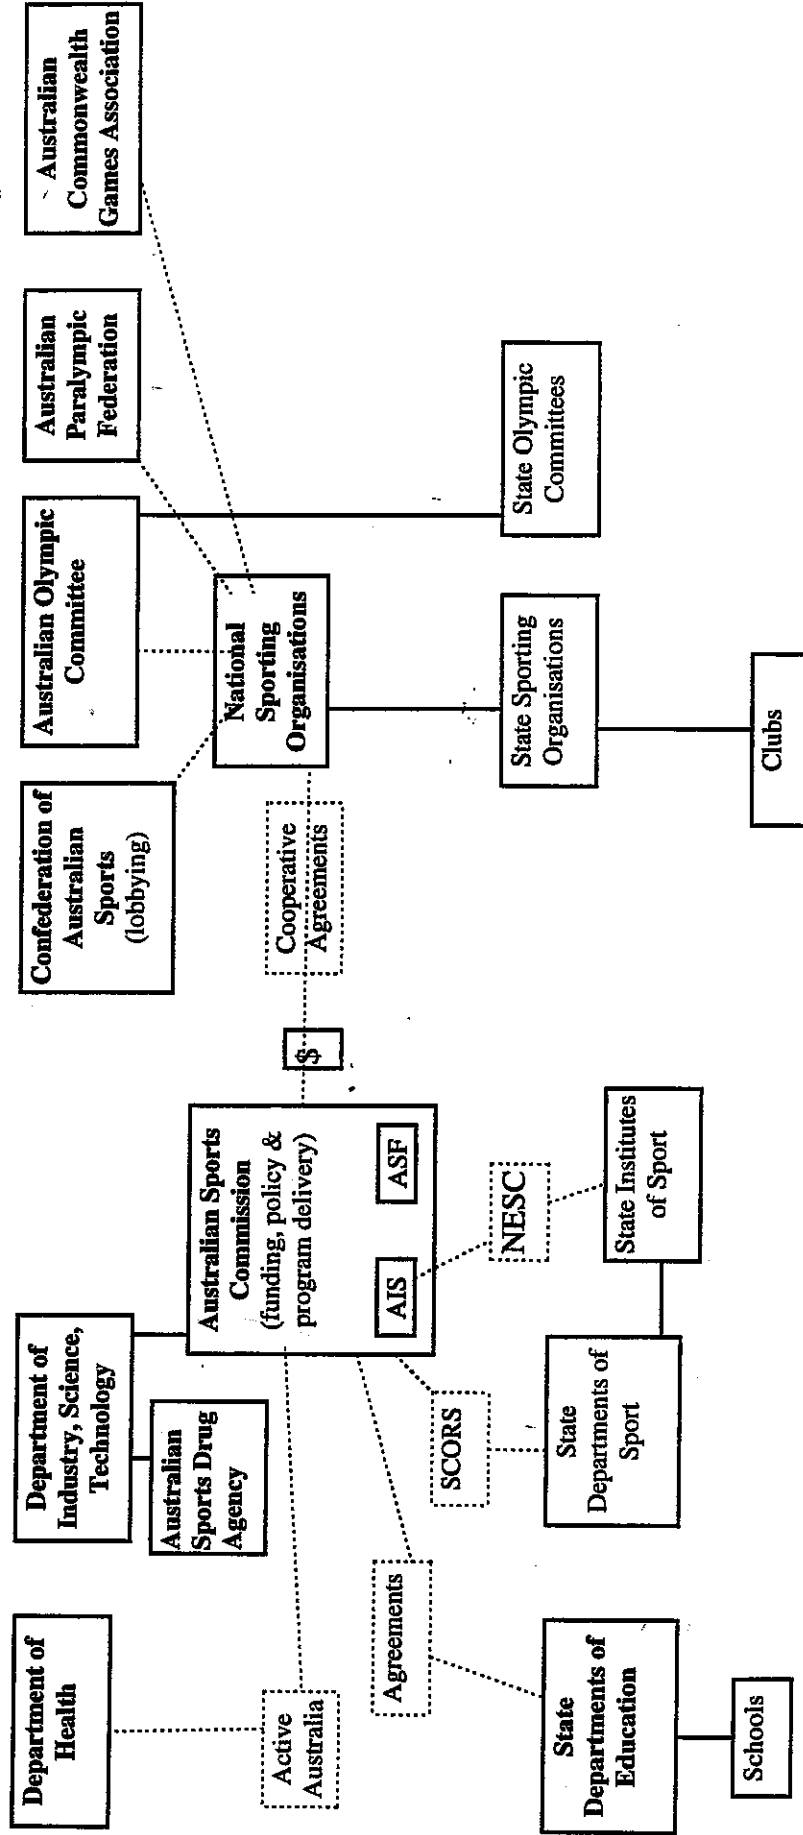 Department of
Health
Department of
Industry, Science,
Technology
Australian
Sports Drug
Agency
Confederation of
Australian
Sports
(lobbying)
Australian Olympic
Committee
Australian
Paralympic
Federation
Australian
Commonwealth
Games Association
Active
Australia
Australian Sports
Commission
(funding, policy &
program delivery)
AIS
ASF
$
Cooperative
Agreements
National
Sporting
Organisations
Agreements
SCORS
NESC
State
Departments of
Education
State
Departments of
Sport
State Institutes
of Sport
State Sporting
Organisations
State Olympic
Committees
Schools
Clubs